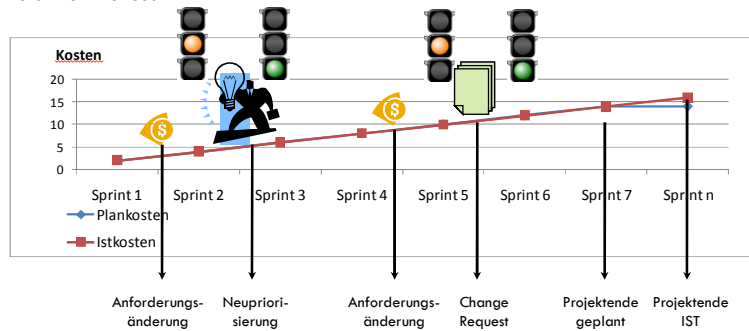 Kosten
20
15
10
5
0
$
$
Sprint 1 Sprint 2 Sprint 3 Sprint 4 Sprint 5 Sprint 6 Sprint 7 Sprint n
Plankosten
Istkosten
Anforderungs-
änderung
Neupriori-
sierung
Anforderungs-
änderung
Change
Request
Projektende
geplant
Projektende
IST